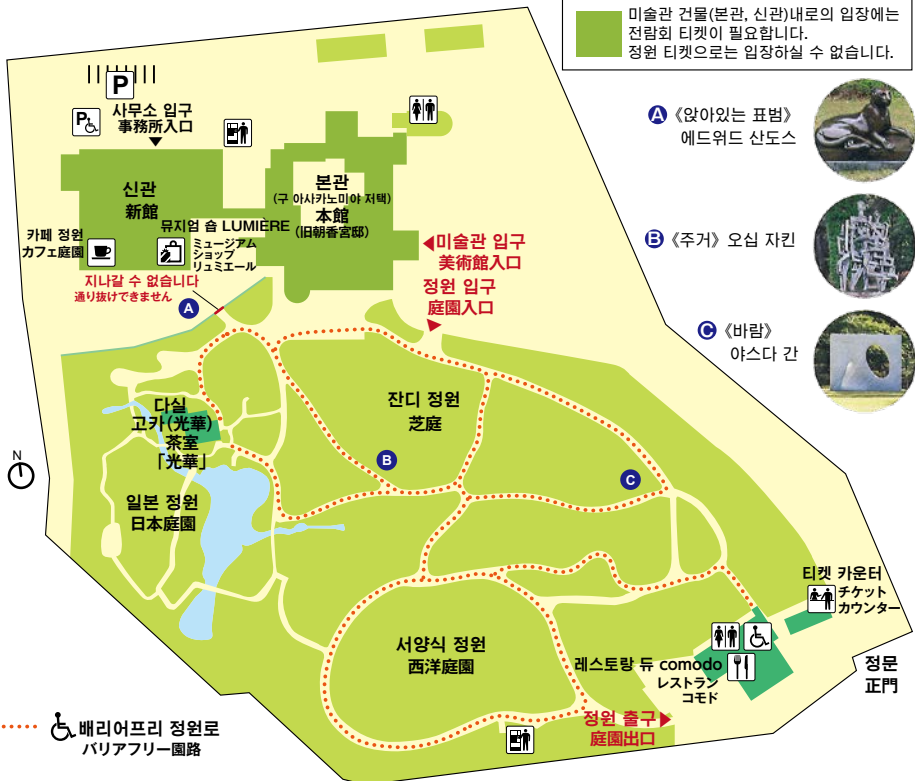 미술관 건물(본관, 신관)내로의 입장에는
전람회 티켓이 필요합니다.
정원 티켓으로는 입장하실 수 없습니다.
P
사무소 입구
事務所入口
P
신관
新館
본관
(구 아사카노미야 저택)
本館
(旧朝香宮邸)
카페 정원
カフェ庭園
뮤지엄 숍 LUMIÈRE
ミュージアム
ショップ
リュミエール
지나갈 수 없습니다
通り抜けできません
미술관 입구
美術館入口
정원 입구
庭園入口
A 《앉아있는 표범》
에드위드 산도스
B 《주거》 오십 자킨
C 《바람》
야스다 간
A
잔디 정원
芝庭
다실
고카(光華)
茶室
「光華」
B
C
N
일본 정원
日本庭園
티켓 카운터
チケット
カウンター
서양식 정원
西洋庭園
레스토랑 듀 comodo
レストラン
コモド
정문
正門
정원 출구
庭園出口
배리어프리 정원로
バリアフリー園路